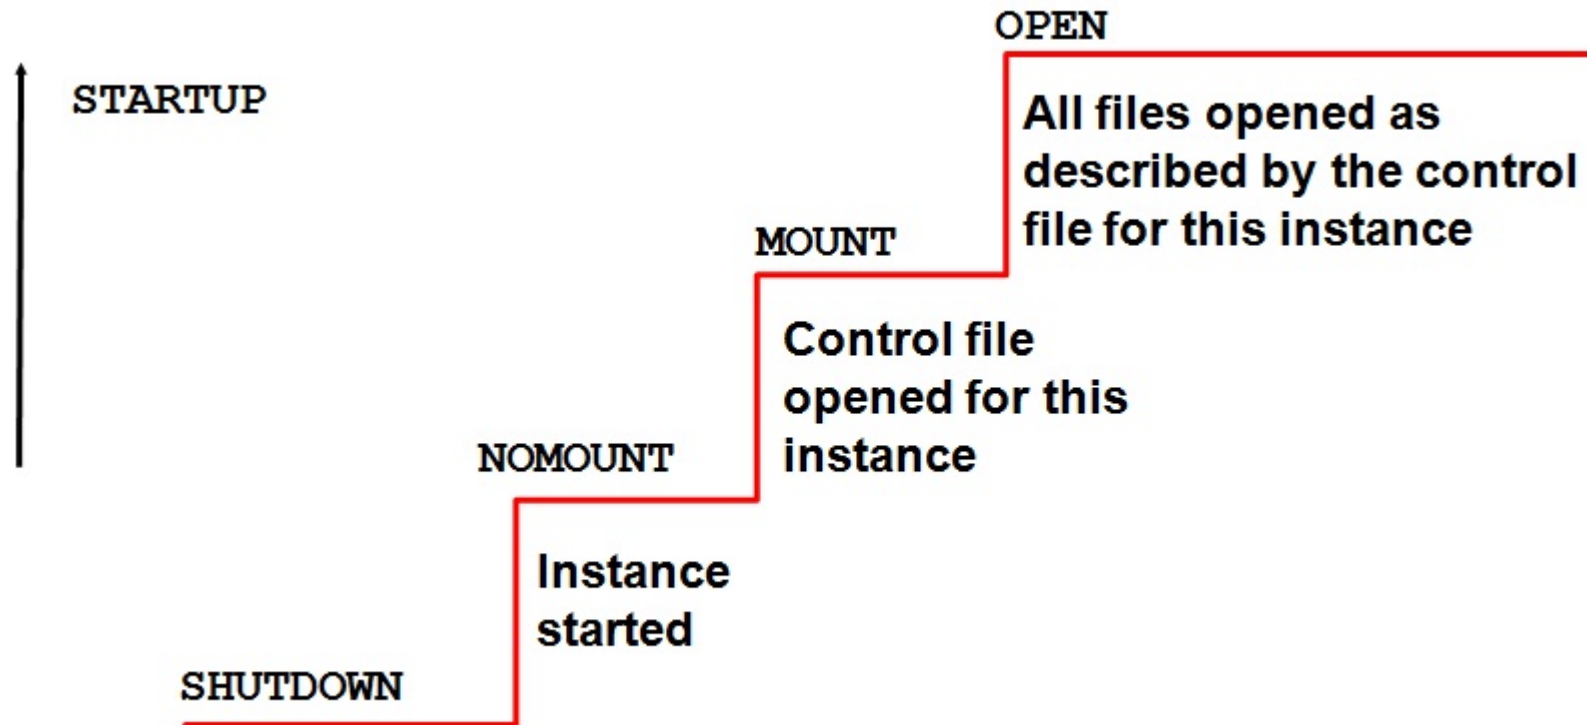 OPEN
STARTUP
All files opened as
described by the control
file for this instance
MOUNT
Control file
opened for this
instance
NOMOUNT
Instance
started
SHUTDOWN